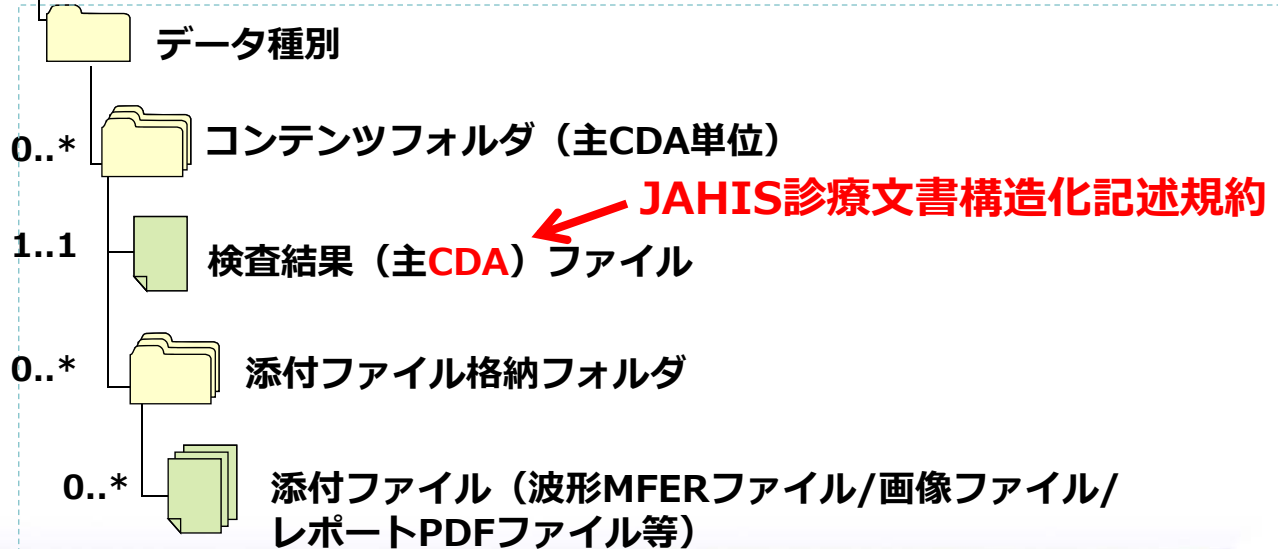 データ種別
0..*
コンテンツフォルダ（主CDA単位）
JAHIS診療文書構造化記述規約
1..1
検査結果（主CDA）ファイル
0..*
添付ファイル格納フォルダ
0..*
添付ファイル（波形MFERファイル/画像ファイル/
レポートPDFファイル等）